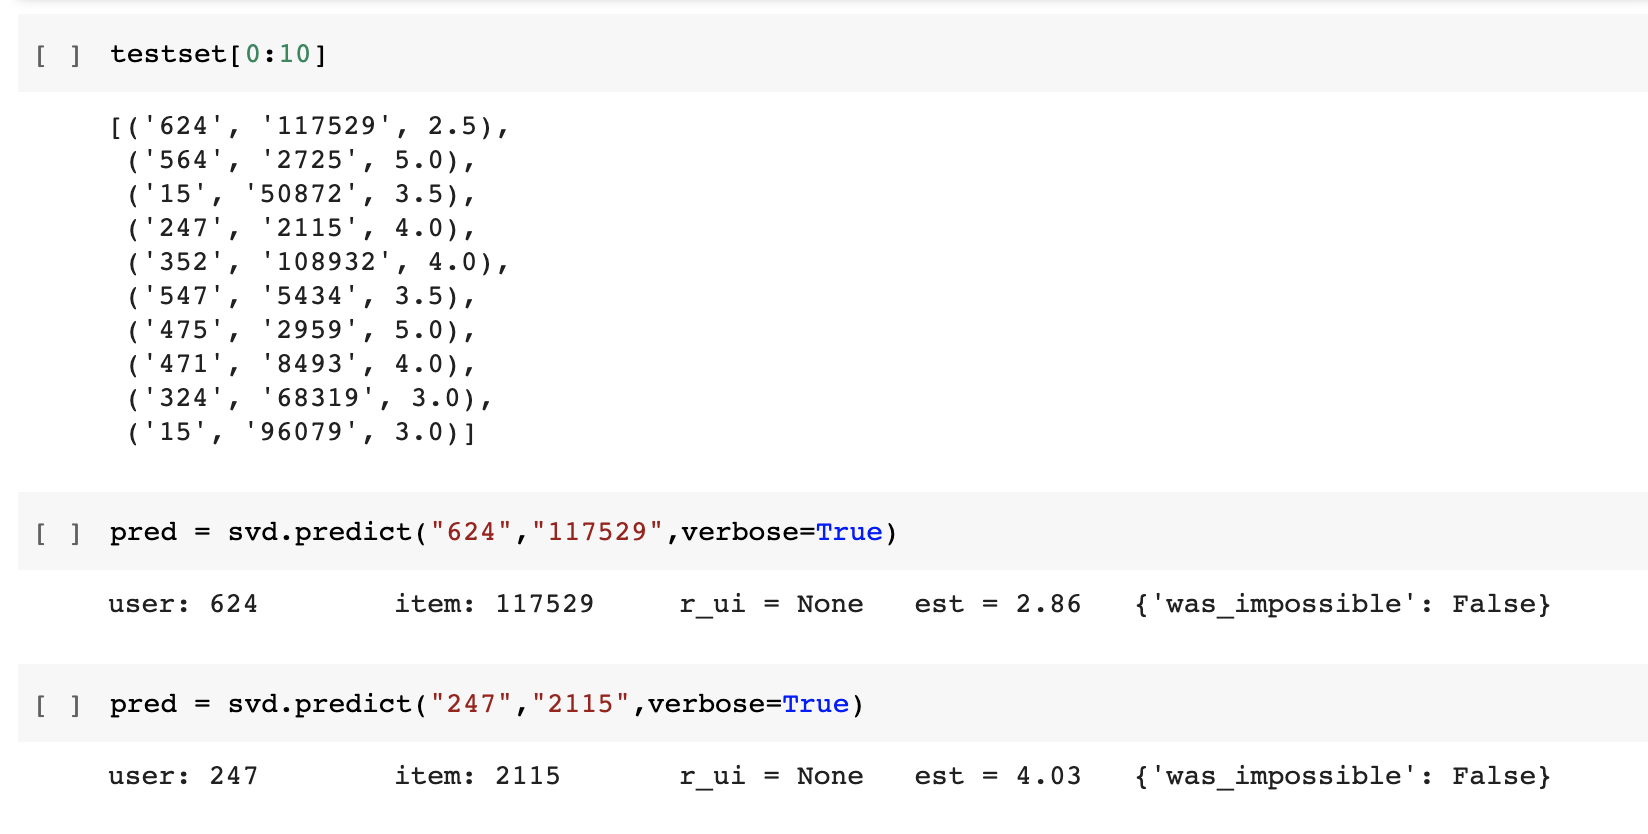 [ ] testset[0:10]
[('624', '117529', 2.5),
('564', '2725', 5.0),
('15', '50872', 3.5),
('247', '2115', 4.0),
('352', '108932', 4.0),
('547', '5434', 3.5),
('475', '2959', 5.0),
('471', '8493', 4.0),
('324', '68319', 3.0),
('15', '96079', 3.0)]
[ ] pred = svd.predict("624","117529",verbose=True)
user: 624 item: 117529 r_ui = None est = 2.86 {'was_impossible': False}
[ ] pred = svd.predict("247","2115",verbose=True)
user: 247 item: 2115 r_ui = None est = 4.03 {'was_impossible': False}